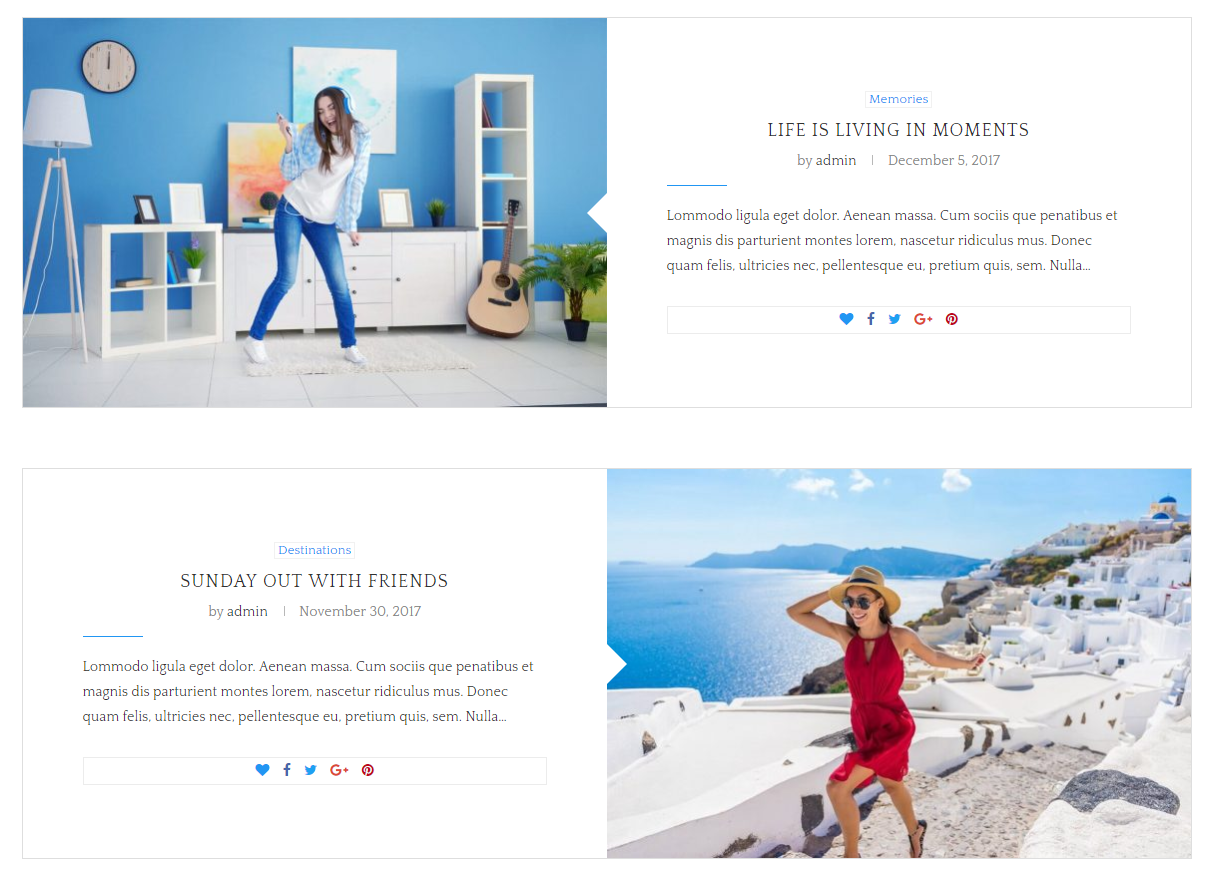 Memories
LIFE IS LIVING IN MOMENTS
by admin | December 5, 2017
Lommodo ligula eget dolor. Aenean massa. Cum sociis que penatibus et
magnis dis parturient montes lorem, nascetur ridiculus mus. Donec
quam felis, ultricies nec, pellentesque eu, pretium quis, sem. Nulla...
Destinations
SUNDAY OUT WITH FRIENDS
by admin | November 30, 2017
Lommodo ligula eget dolor. Aenean massa. Cum sociis que penatibus et
magnis dis parturient montes lorem, nascetur ridiculus mus. Donec
quam felis, ultricies nec, pellentesque eu, pretium quis, sem. Nulla...